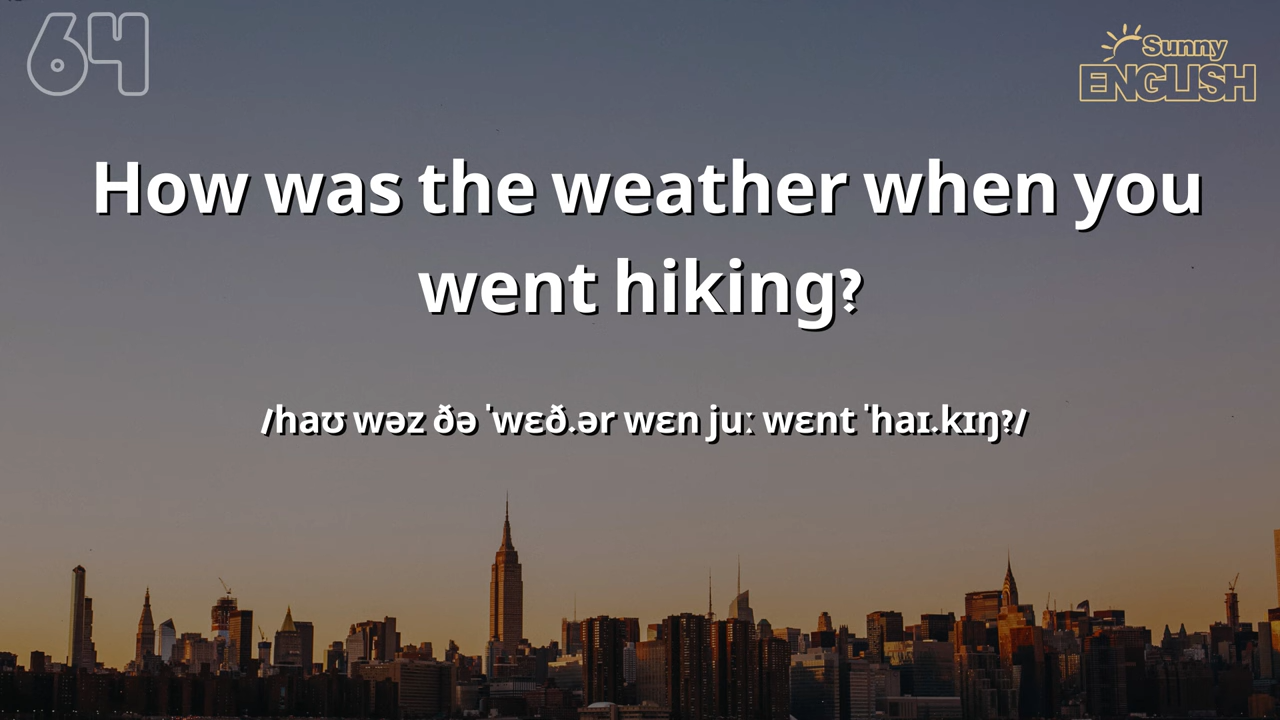 64
Sunny
ENGLISH
How was the weather when you
went hiking?
/haʊ wəz ðə ˈwɛð.ər wɛn juː wɛnt ˈhaɪ.kɪŋ?/